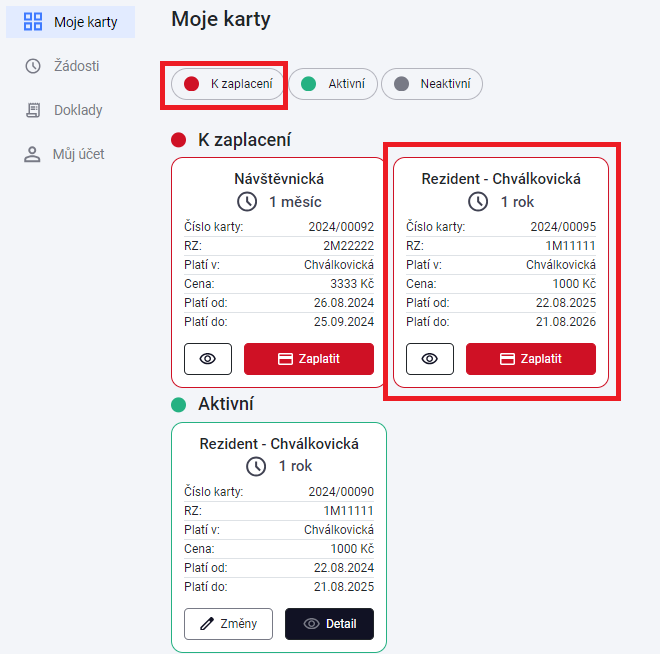 Moje karty
Žádosti
Doklady
Můj účet
Moje karty
K zaplacení
Aktivní
Neaktivní
K zaplacení
Návštěvnická
1 měsíc
Číslo karty: 2024/00092
RZ: 2M22222
Platí v: Chválkovická
Cena: 3333 Kč
Platí od: 26.08.2024
Platí do: 25.09.2024
Zaplatit
Rezident - Chválkovická
1 rok
Číslo karty: 2024/00095
RZ: 1M11111
Platí v: Chválkovická
Cena: 1000 Kč
Platí od: 22.08.2025
Platí do: 21.08.2026
Zaplatit
Aktivní
Rezident - Chválkovická
1 rok
Číslo karty: 2024/00090
RZ: 1M11111
Platí v: Chválkovická
Cena: 1000 Kč
Platí od: 22.08.2024
Platí do: 21.08.2025
Změny
Detail